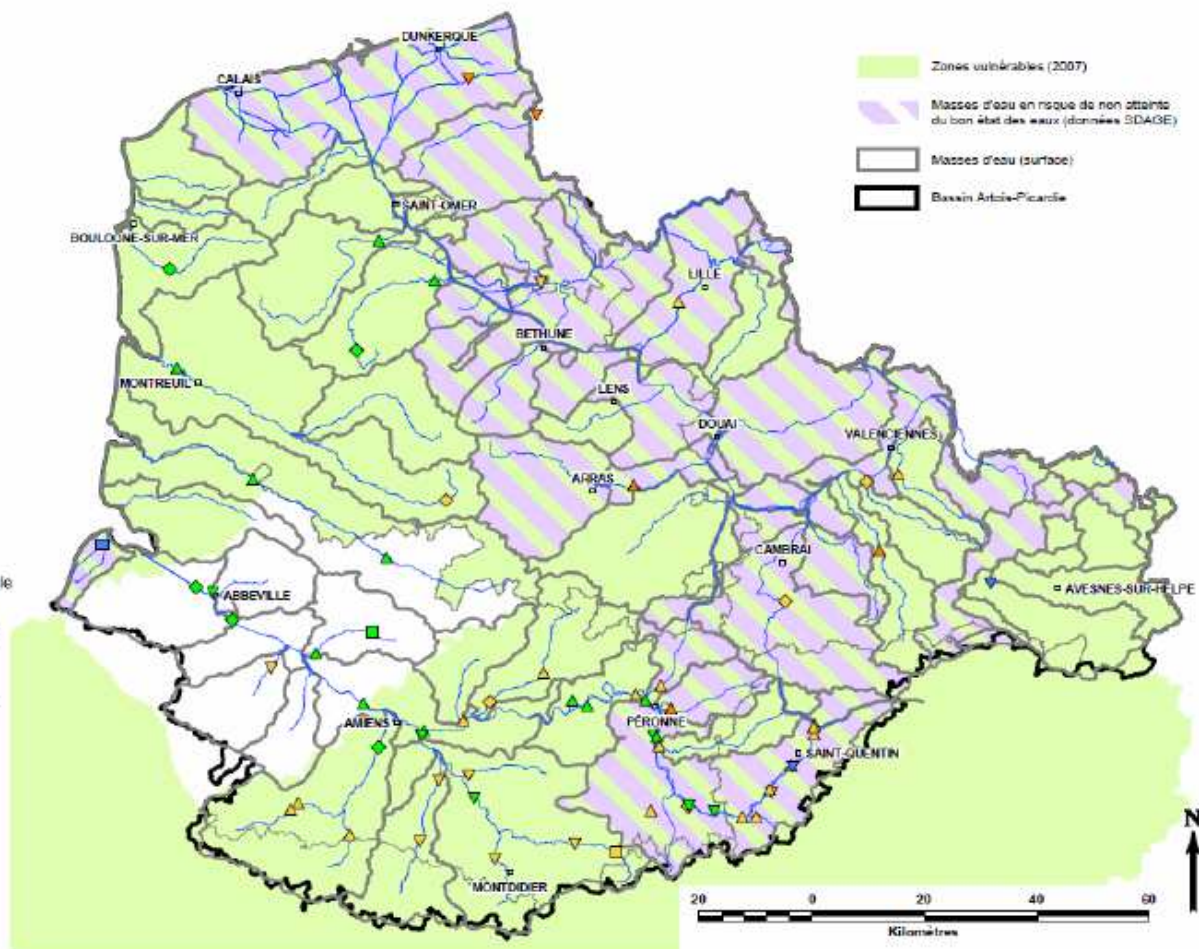 DUNKERQUE
CALAIS
Zones vulnérables (2007)
Masses d'eau en risque de non atteinte
du bon état des eaux (données SDAGE)
Masses d'eau (surface)
Bassin Artois-Picardie
SAINT-OMER
BOULOGNE-SUR-MER
LILLE
BETHUNE
MONTREUIL
LENS
DOUAI
VALENCIENNES
ARRAS
CAMBRAI
AVESNES-SUR-HELPE
ABBEVILLE
AMIENS
PÉRONNE
SAINT-QUENTIN
MONTDIDIER
N
20 0 20 40 60
Kilomètres